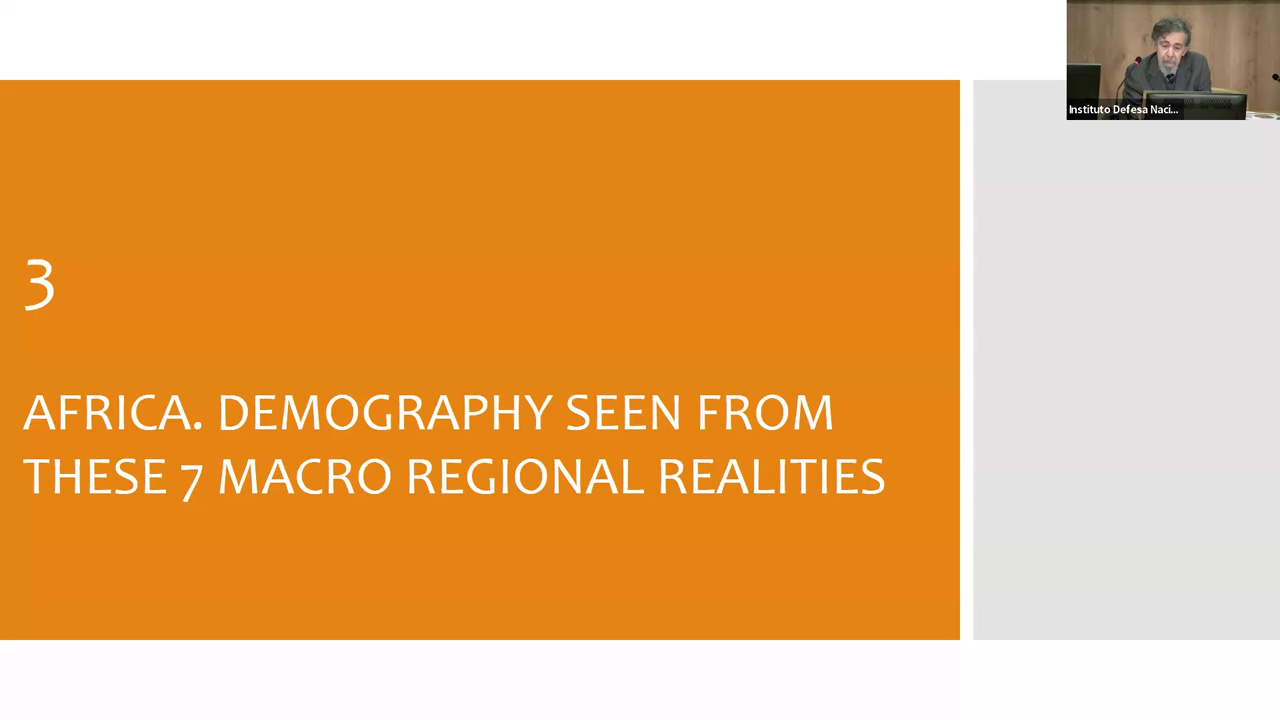 Instituto Defesa Naci...
3
AFRICA. DEMOGRAPHY SEEN FROM
THESE 7 MACRO REGIONAL REALITIES